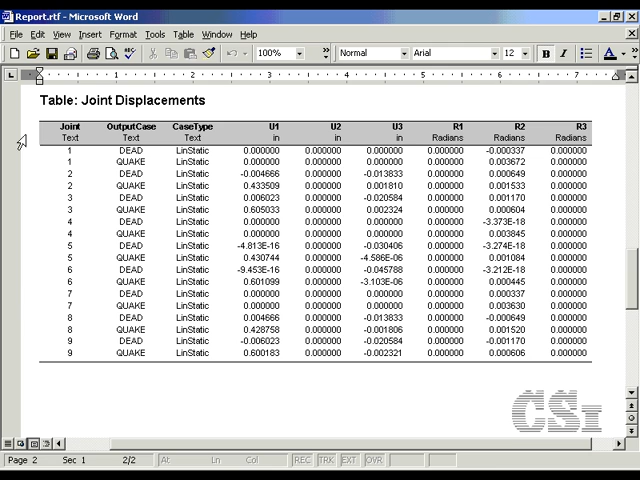 Report.rtf - Microsoft Word
File Edit View Insert Format Tools Table Window Help
100% Normal Arial 12 B I A
1 2 3 4 5 6 7
Table: Joint Displacements
Joint OutputCase CaseType U1 U2 U3 R1 R2 R3
Text Text Text in in in Radians Radians Radians
1 DEAD LinStatic 0.000000 0.000000 0.000000 0.000000 -0.000337 0.000000
1 QUAKE LinStatic 0.000000 0.000000 0.000000 0.000000 0.003672 0.000000
2 DEAD LinStatic -0.004666 0.000000 -0.013833 0.000000 0.000649 0.000000
2 QUAKE LinStatic 0.433509 0.000000 0.001810 0.000000 0.001533 0.000000
3 DEAD LinStatic 0.006023 0.000000 -0.020584 0.000000 0.001170 0.000000
3 QUAKE LinStatic 0.605033 0.000000 0.002324 0.000000 0.000604 0.000000
4 DEAD LinStatic 0.000000 0.000000 0.000000 0.000000 -3.373E-18 0.000000
4 QUAKE LinStatic 0.000000 0.000000 0.000000 0.000000 0.003845 0.000000
5 DEAD LinStatic -4.813E-16 0.000000 -0.030406 0.000000 -3.274E-18 0.000000
5 QUAKE LinStatic 0.430744 0.000000 -4.586E-06 0.000000 0.001084 0.000000
6 DEAD LinStatic -9.453E-16 0.000000 -0.045788 0.000000 -3.212E-18 0.000000
6 QUAKE LinStatic 0.601099 0.000000 -3.103E-06 0.000000 0.000445 0.000000
7 DEAD LinStatic 0.000000 0.000000 0.000000 0.000000 0.000337 0.000000
7 QUAKE LinStatic 0.000000 0.000000 0.000000 0.000000 0.003630 0.000000
8 DEAD LinStatic 0.004666 0.000000 -0.013833 0.000000 -0.000649 0.000000
8 QUAKE LinStatic 0.428758 0.000000 -0.001806 0.000000 0.001520 0.000000
9 DEAD LinStatic -0.006023 0.000000 -0.020584 0.000000 -0.001170 0.000000
9 QUAKE LinStatic 0.600183 0.000000 -0.002321 0.000000 0.000606 0.000000
CSI
Page 2 Sec 1 2/2 At Ln Col REC TRK EXT OVR